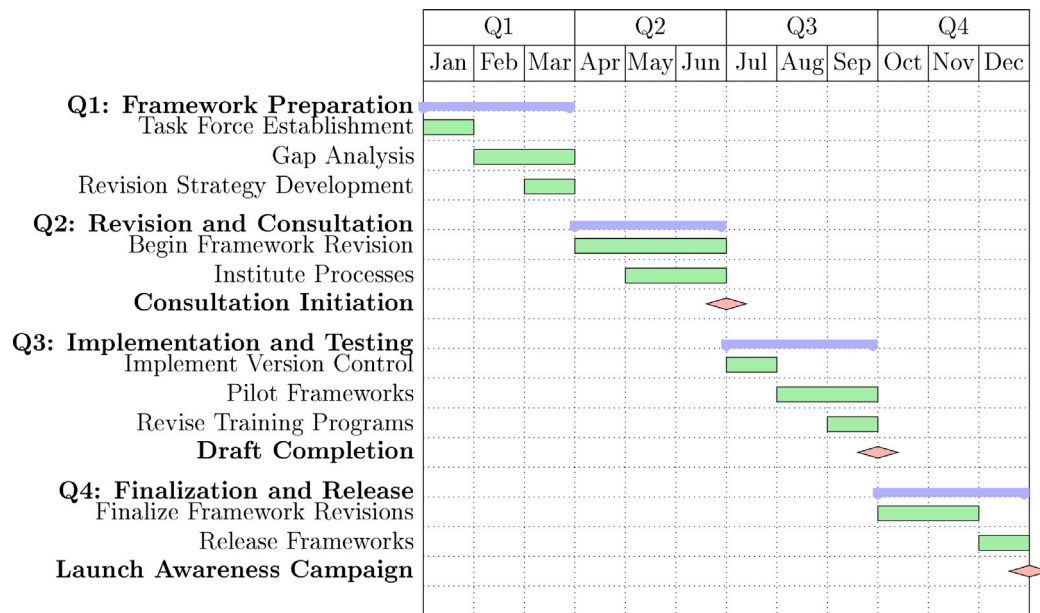 Q1 Q2 Q3 Q4
Jan Feb Mar Apr May Jun Jul Aug Sep Oct Nov Dec
Q1: Framework Preparation
Task Force Establishment
Gap Analysis
Revision Strategy Development
Q2: Revision and Consultation
Begin Framework Revision
Institute Processes
Consultation Initiation
Q3: Implementation and Testing
Implement Version Control
Pilot Frameworks
Revise Training Programs
Draft Completion
Q4: Finalization and Release
Finalize Framework Revisions
Release Frameworks
Launch Awareness Campaign